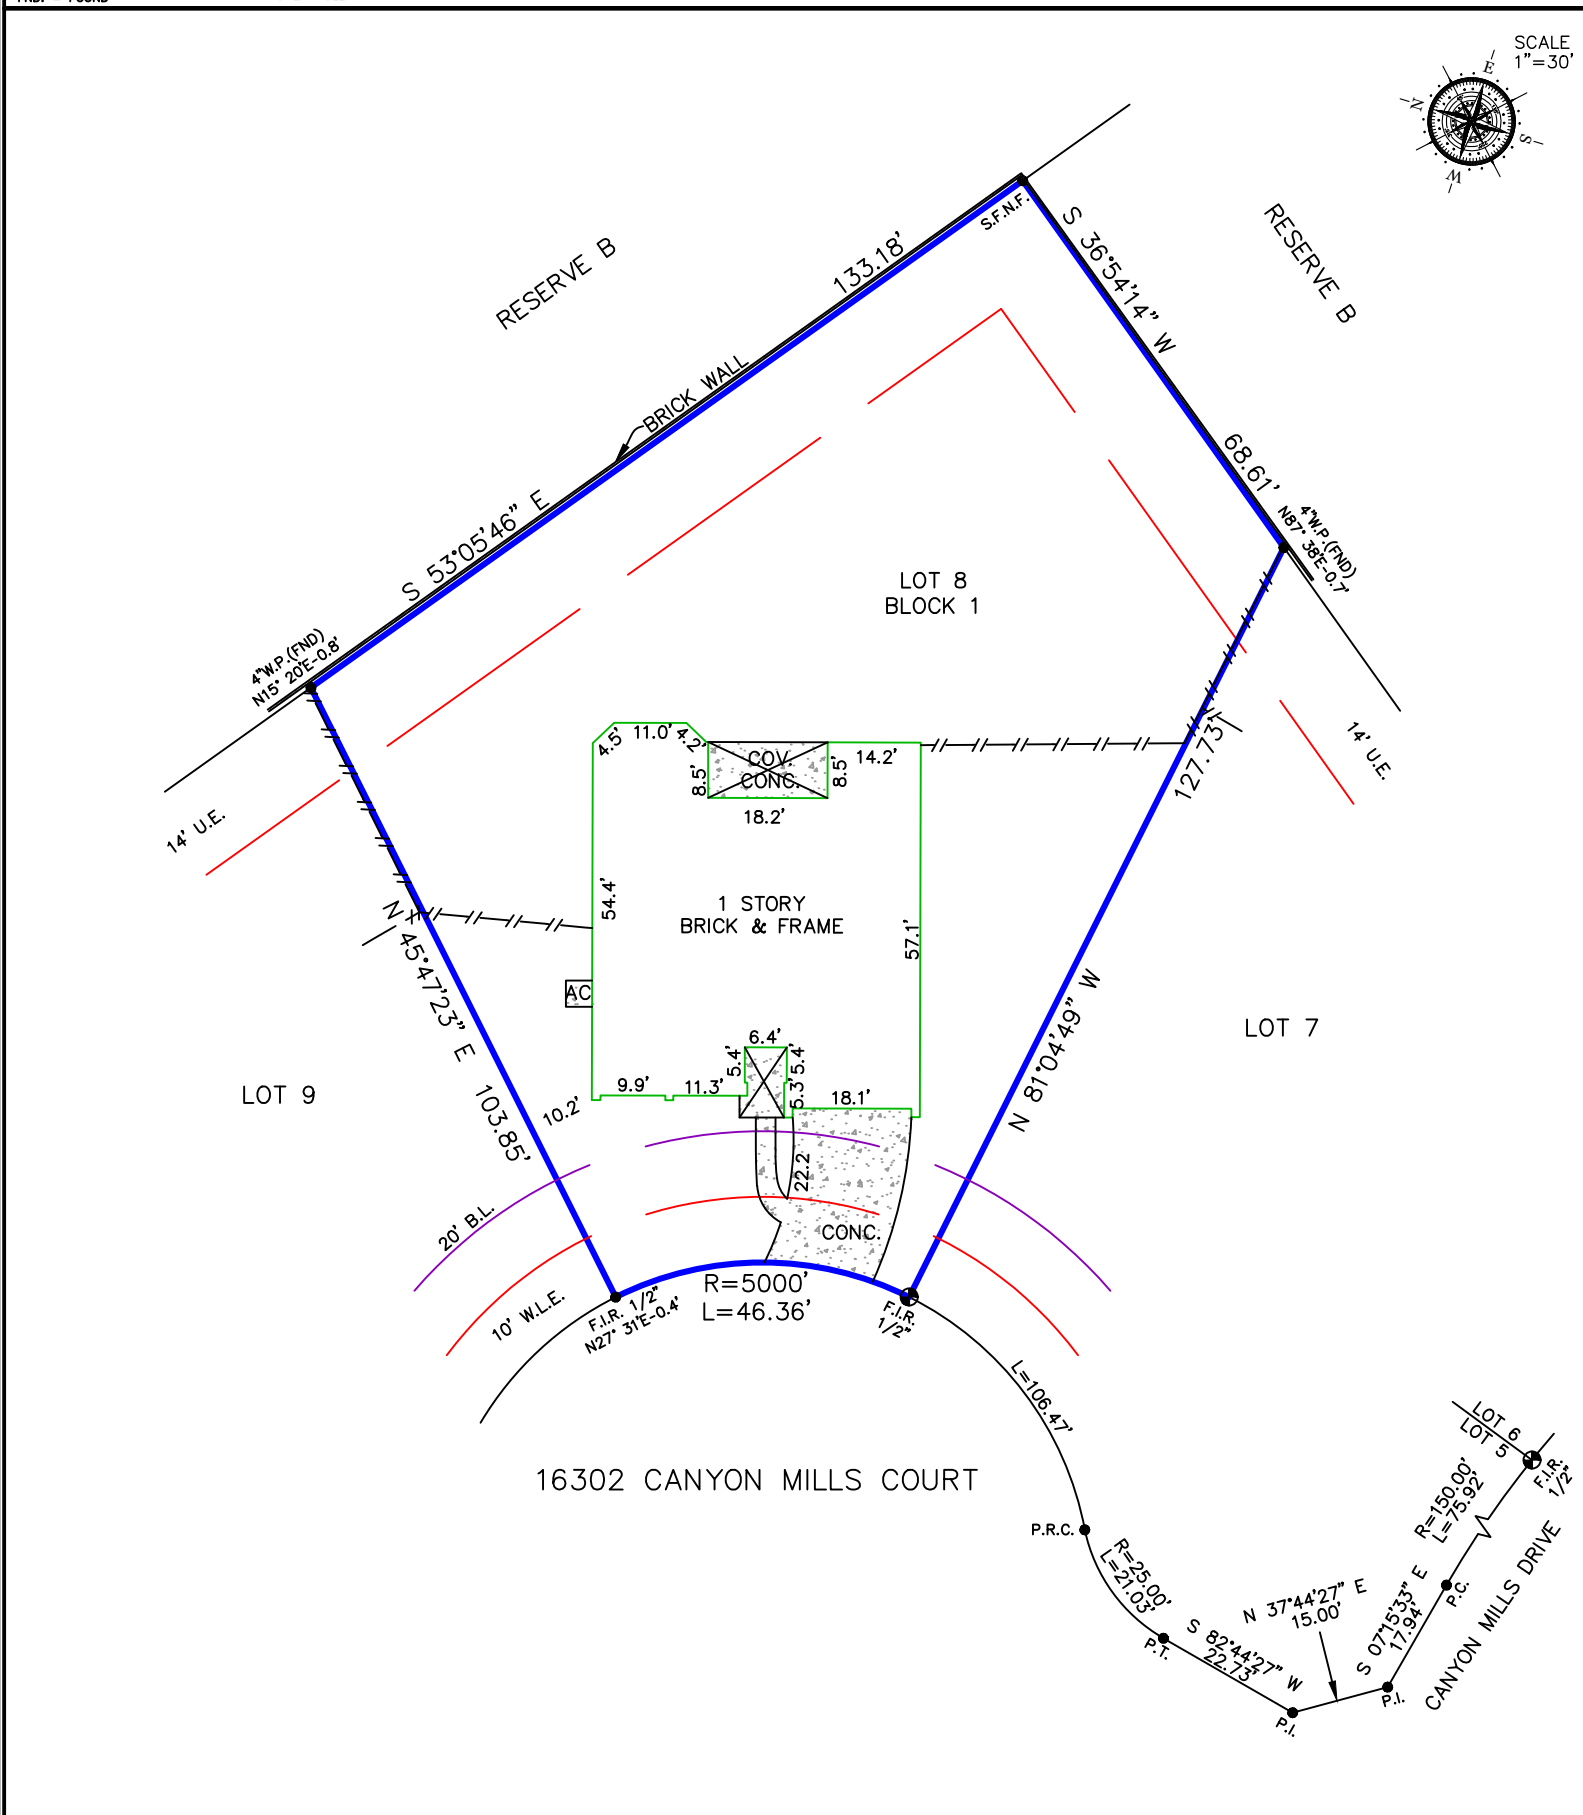 SCALE
1"=30'
N
E
S
W
RESERVE B
RESERVE B
S.F.N.F.
133.18'
S 36°54'14" W
68.61'
BRICK WALL
S 53°05'46" E
4"W.P.(FND)
N87° 38'E-0.7'
4"W.P.(FND)
N15° 20'E-0.8'
LOT 8
BLOCK 1
14' U.E.
14' U.E.
4.5'
11.0'
4.2'
8.5'
COV.
CONC.
8.5'
14.2'
18.2'
127.73'
54.4'
1 STORY
BRICK & FRAME
57.1'
N 45°47'23" E
103.85'
AC
N 81°04'49" W
LOT 7
LOT 9
6.4'
5.4'
5.4'
9.9'
11.3'
5.3'
18.1'
10.2'
22.2'
20' B.L.
CONC.
10' W.L.E.
F.I.R. 1/2"
N27° 31'E-0.4'
R=5000'
L=46.36'
F.I.R.
1/2"
L=106.47'
16302 CANYON MILLS COURT
LOT 6
LOT 5
F.I.R.
1/2"
R=150.00'
L=75.92'
P.R.C.
R=25.00'
L=21.03'
P.C.
CANYON MILLS DRIVE
N 37°44'27" E
15.00'
S 07°15'33" E
17.94'
P.T.
S 82°44'27" W
22.73'
P.I.
P.I.